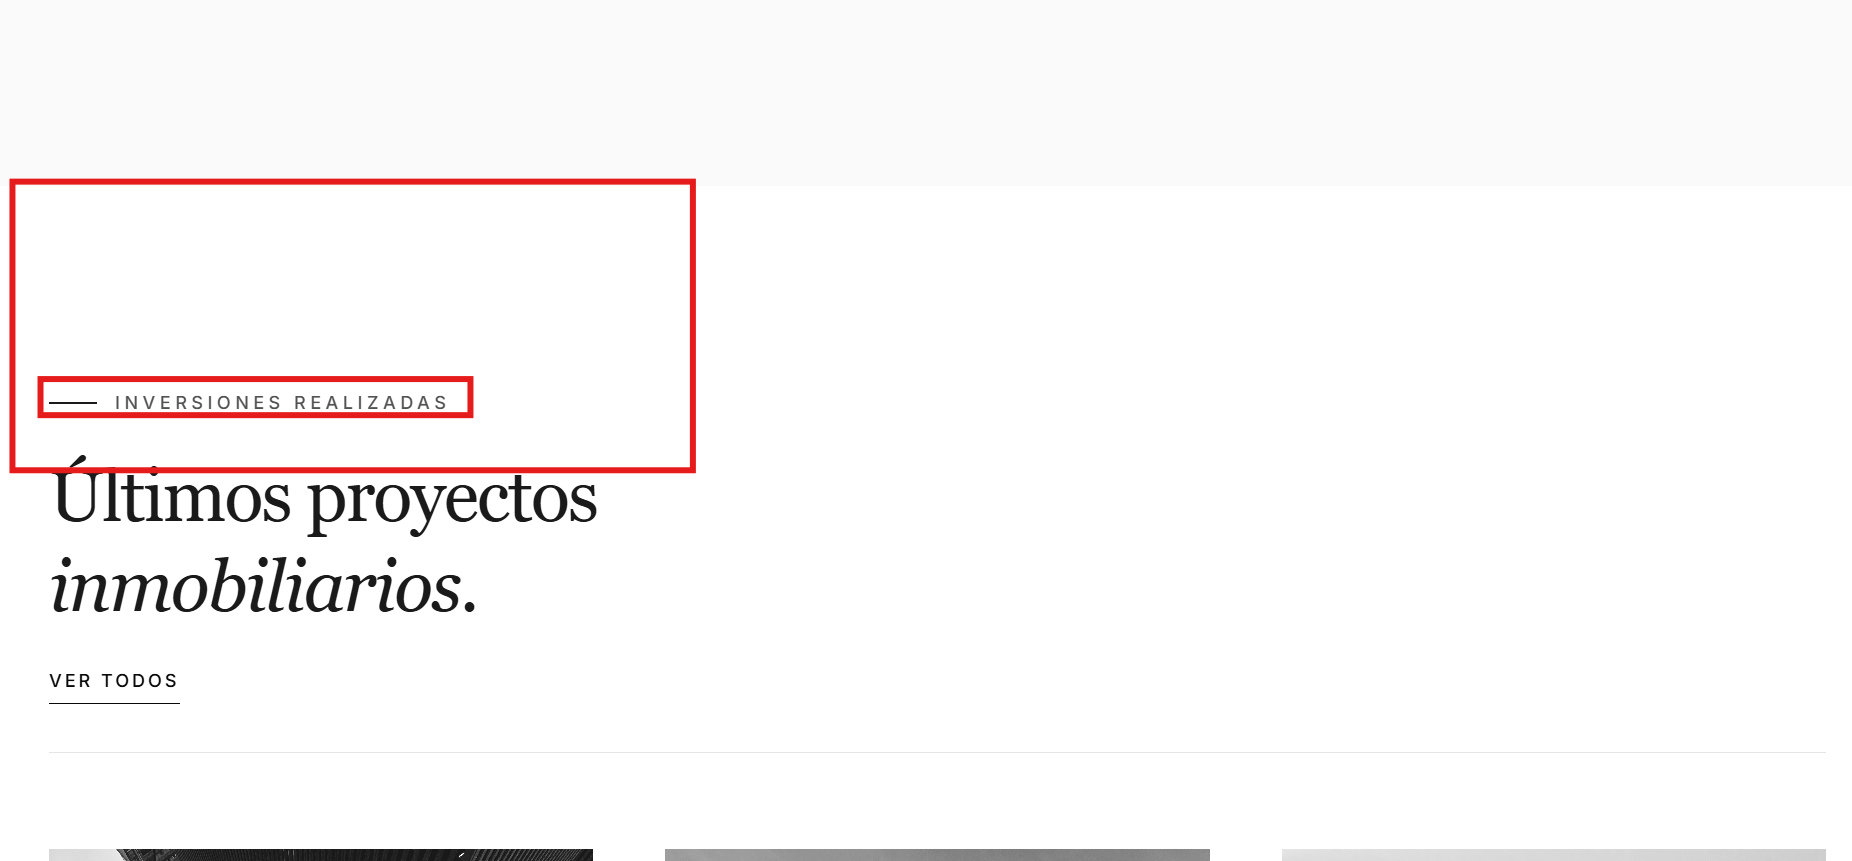 INVERSIONES REALIZADAS
Últimos proyectos
inmobiliarios.
VER TODOS